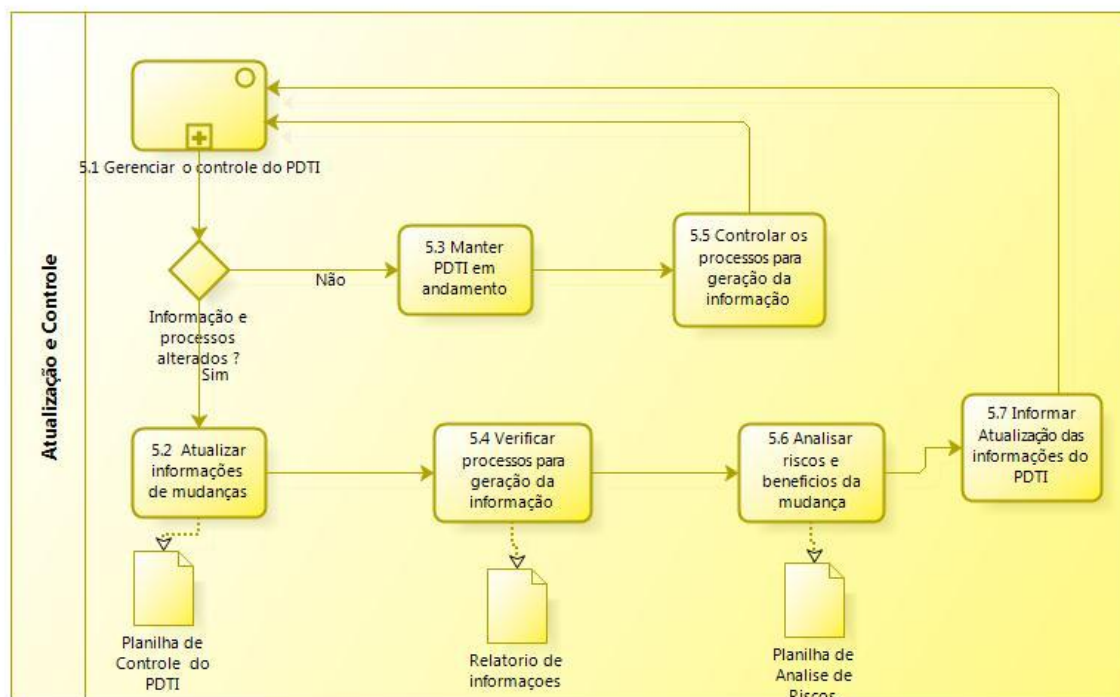 Atualização e Controle
5.1 Gerenciar o controle do PDTI
Informação e
processos
alterados ?
Não
Sim
5.3 Manter
PDTI em
andamento
5.5 Controlar os
processos para
geração da
informação
5.2 Atualizar
informações
de mudanças
5.4 Verificar
processos para
geração da
informação
5.6 Analisar
riscos e
beneficios da
mudança
5.7 Informar
Atualização das
informações do
PDTI
Planilha de
Controle do
PDTI
Relatorio de
informaçoes
Planilha de
Analise de
Riscos